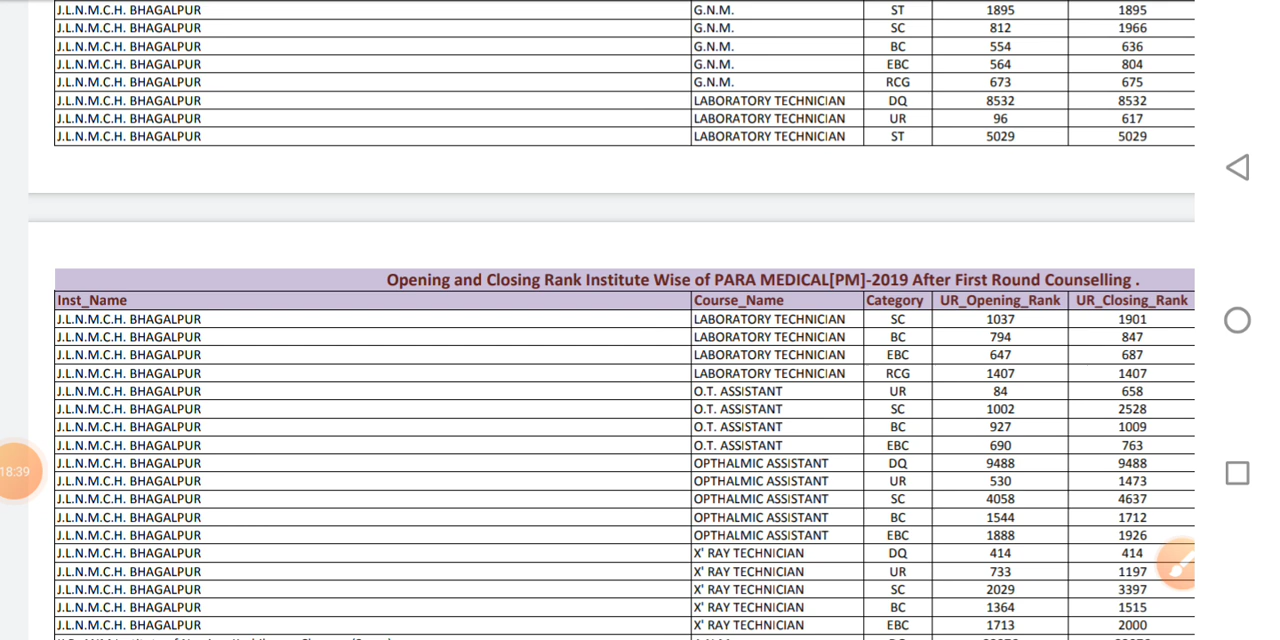 J.L.N.M.C.H. BHAGALPUR G.N.M. ST 1895 1895
J.L.N.M.C.H. BHAGALPUR G.N.M. SC 812 1966
J.L.N.M.C.H. BHAGALPUR G.N.M. BC 554 636
J.L.N.M.C.H. BHAGALPUR G.N.M. EBC 564 804
J.L.N.M.C.H. BHAGALPUR G.N.M. RCG 673 675
J.L.N.M.C.H. BHAGALPUR LABORATORY TECHNICIAN DQ 8532 8532
J.L.N.M.C.H. BHAGALPUR LABORATORY TECHNICIAN UR 96 617
J.L.N.M.C.H. BHAGALPUR LABORATORY TECHNICIAN ST 5029 5029
Opening and Closing Rank Institute Wise of PARA MEDICAL[PM]-2019 After First Round Counselling .
Inst_Name Course_Name Category UR_Opening_Rank UR_Closing_Rank
J.L.N.M.C.H. BHAGALPUR LABORATORY TECHNICIAN SC 1037 1901
J.L.N.M.C.H. BHAGALPUR LABORATORY TECHNICIAN BC 794 847
J.L.N.M.C.H. BHAGALPUR LABORATORY TECHNICIAN EBC 647 687
J.L.N.M.C.H. BHAGALPUR LABORATORY TECHNICIAN RCG 1407 1407
J.L.N.M.C.H. BHAGALPUR O.T. ASSISTANT UR 84 658
J.L.N.M.C.H. BHAGALPUR O.T. ASSISTANT SC 1002 2528
J.L.N.M.C.H. BHAGALPUR O.T. ASSISTANT BC 927 1009
J.L.N.M.C.H. BHAGALPUR O.T. ASSISTANT EBC 690 763
J.L.N.M.C.H. BHAGALPUR OPTHALMIC ASSISTANT DQ 9488 9488
18:39
J.L.N.M.C.H. BHAGALPUR OPTHALMIC ASSISTANT UR 530 1473
J.L.N.M.C.H. BHAGALPUR OPTHALMIC ASSISTANT SC 4058 4637
J.L.N.M.C.H. BHAGALPUR OPTHALMIC ASSISTANT BC 1544 1712
J.L.N.M.C.H. BHAGALPUR OPTHALMIC ASSISTANT EBC 1888 1926
J.L.N.M.C.H. BHAGALPUR X' RAY TECHNICIAN DQ 414 414
J.L.N.M.C.H. BHAGALPUR X' RAY TECHNICIAN UR 733 1197
J.L.N.M.C.H. BHAGALPUR X' RAY TECHNICIAN SC 2029 3397
J.L.N.M.C.H. BHAGALPUR X' RAY TECHNICIAN BC 1364 1515
J.L.N.M.C.H. BHAGALPUR X' RAY TECHNICIAN EBC 1713 2000